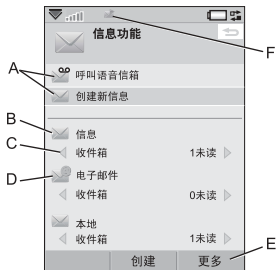 信息功能
F
A
呼叫语音信箱
创建新信息
B
信息
C
收件箱 1未读
D
电子邮件
收件箱 0未读
本地
收件箱 1未读
E
创建 更多